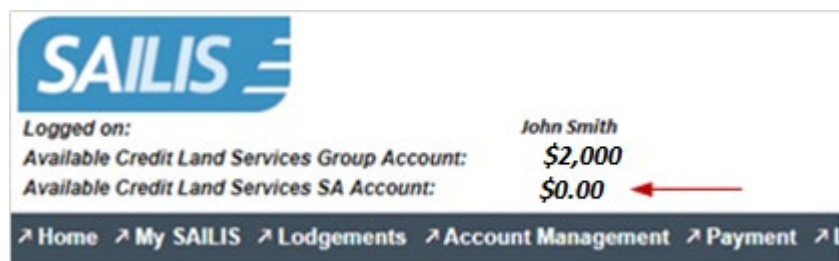 SAILIS
Logged on: John Smith
Available Credit Land Services Group Account: $2,000
Available Credit Land Services SA Account: $0.00
Home My SAILIS Lodgements Account Management Payment